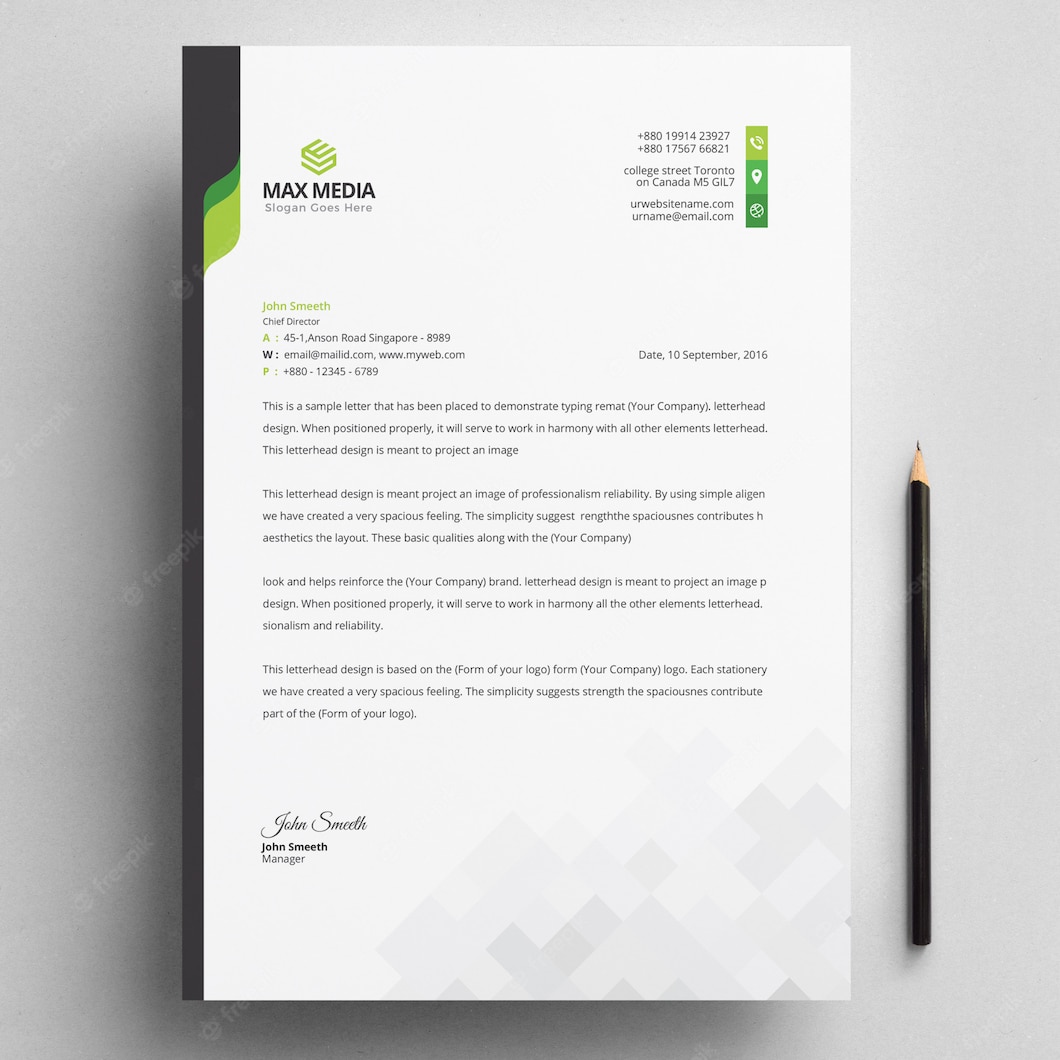 MAX MEDIA
Slogan Goes Here
+880 19914 23927
+880 17567 66821
college street Toronto
on Canada M5 GIL7
urwebsitename.com
urname@email.com
John Smeeth
Chief Director
A : 45-1,Anson Road Singapore - 8989
W : email@mailid.com, www.myweb.com
P : +880 - 12345 - 6789
Date, 10 September, 2016
This is a sample letter that has been placed to demonstrate typing remat (Your Company). letterhead
design. When positioned properly, it will serve to work in harmony with all other elements letterhead.
This letterhead design is meant to project an image
This letterhead design is meant project an image of professionalism reliability. By using simple aligen
we have created a very spacious feeling. The simplicity suggest rengththe spaciousnes contributes h
aesthetics the layout. These basic qualities along with the (Your Company)
look and helps reinforce the (Your Company) brand. letterhead design is meant to project an image p
design. When positioned properly, it will serve to work in harmony all the other elements letterhead.
sionalism and reliability.
This letterhead design is based on the (Form of your logo) form (Your Company) logo. Each stationery
we have created a very spacious feeling. The simplicity suggests strength the spaciousnes contribute
part of the (Form of your logo).
John Smeeth
John Smeeth
Manager
freepik
freepik